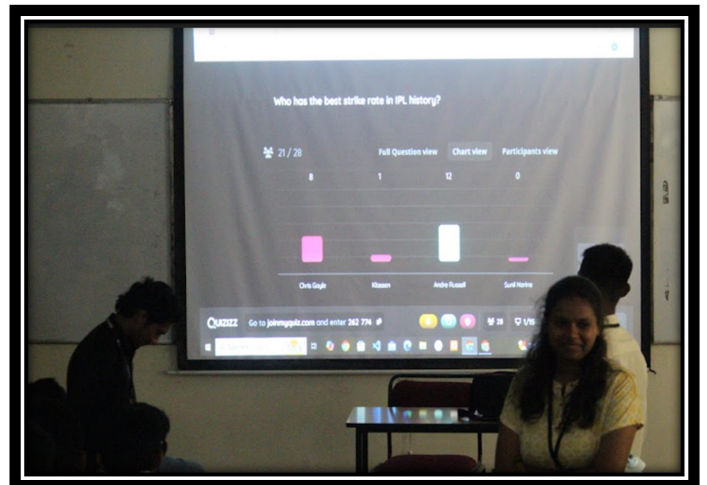 Who has the best strike rate in IPL history?
21 / 28
Full Question view Chart view Participants view
8 1 12 0
Chris Gayle Klaasen Andre Russell Sunil Narine
QUIZIZZ Go to joinmyquiz.com and enter 262 774
28 1/15